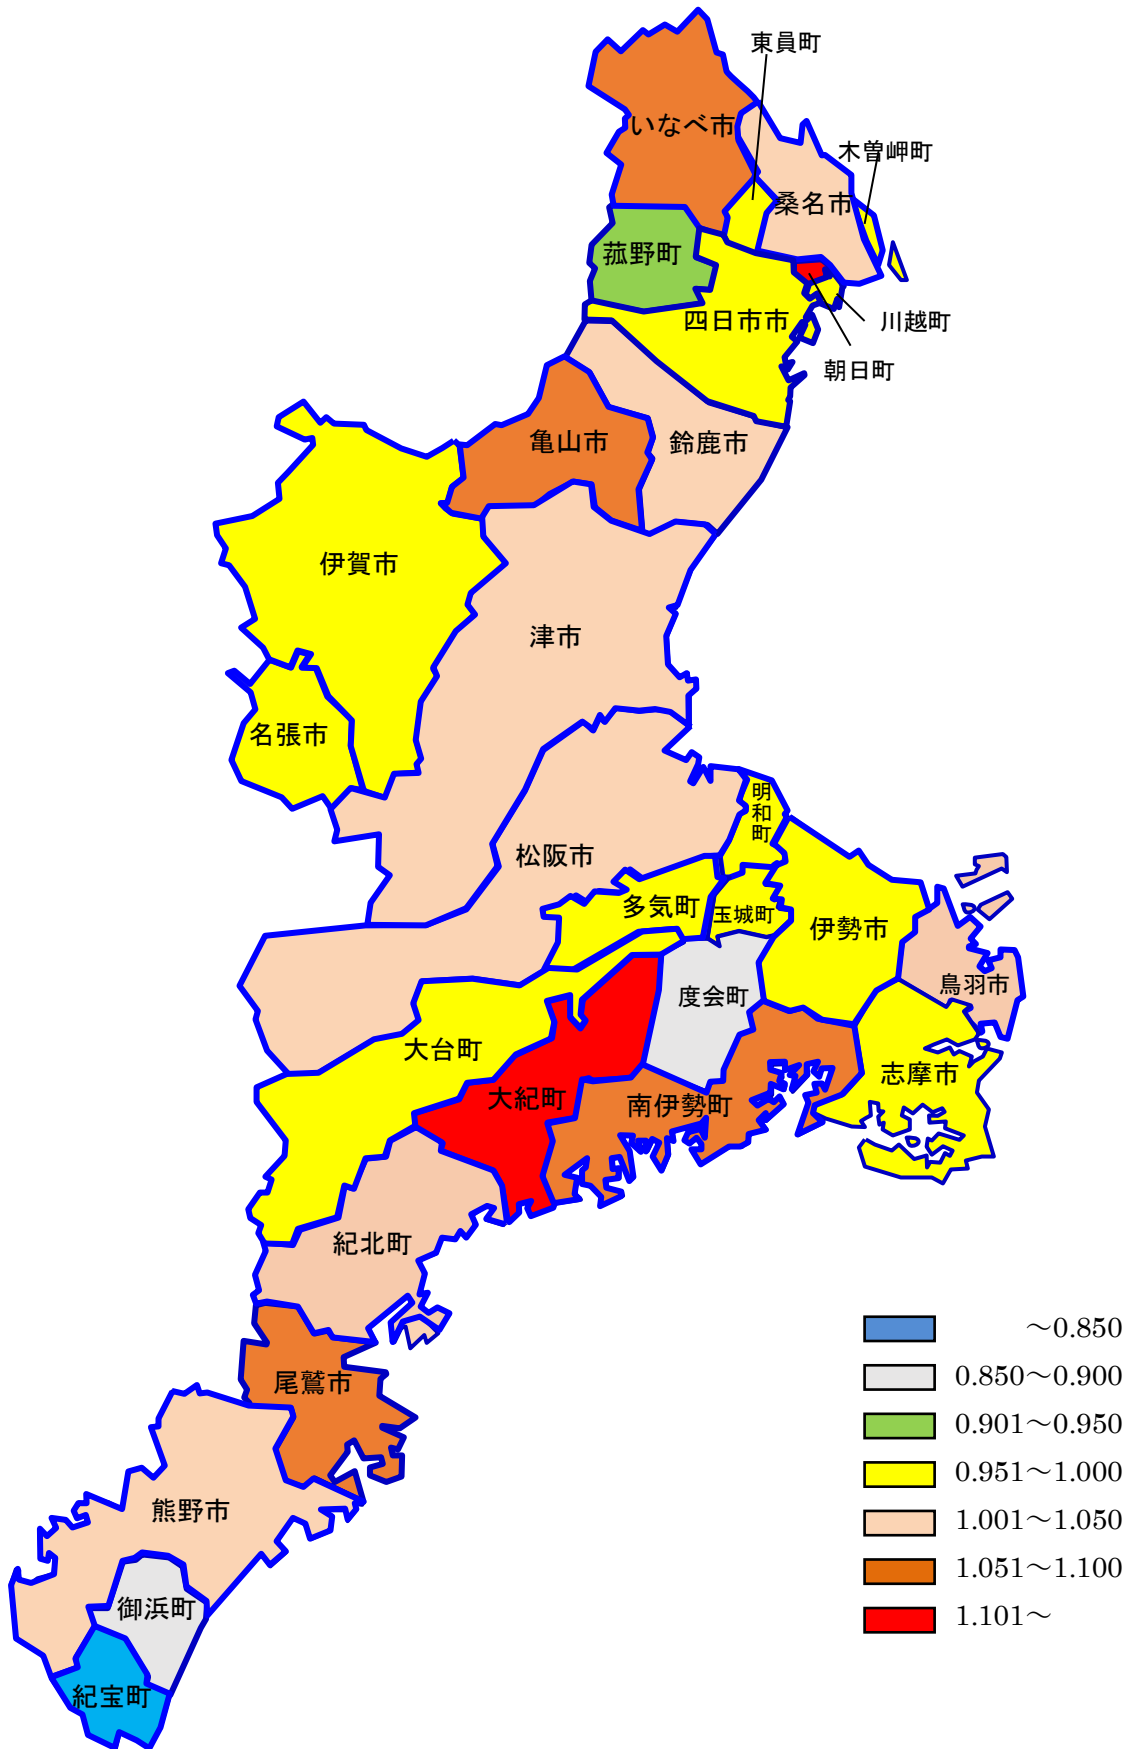 東員町
いなべ市
木曽岬町
桑名市
菰野町
四日市市
川越町
朝日町
亀山市
鈴鹿市
伊賀市
津市
名張市
明和町
松阪市
多気町
玉城町
伊勢市
鳥羽市
度会町
大台町
志摩市
大紀町
南伊勢町
紀北町
尾鷲市
熊野市
御浜町
紀宝町
～0.850
0.850～0.900
0.901～0.950
0.951～1.000
1.001～1.050
1.051～1.100
1.101～